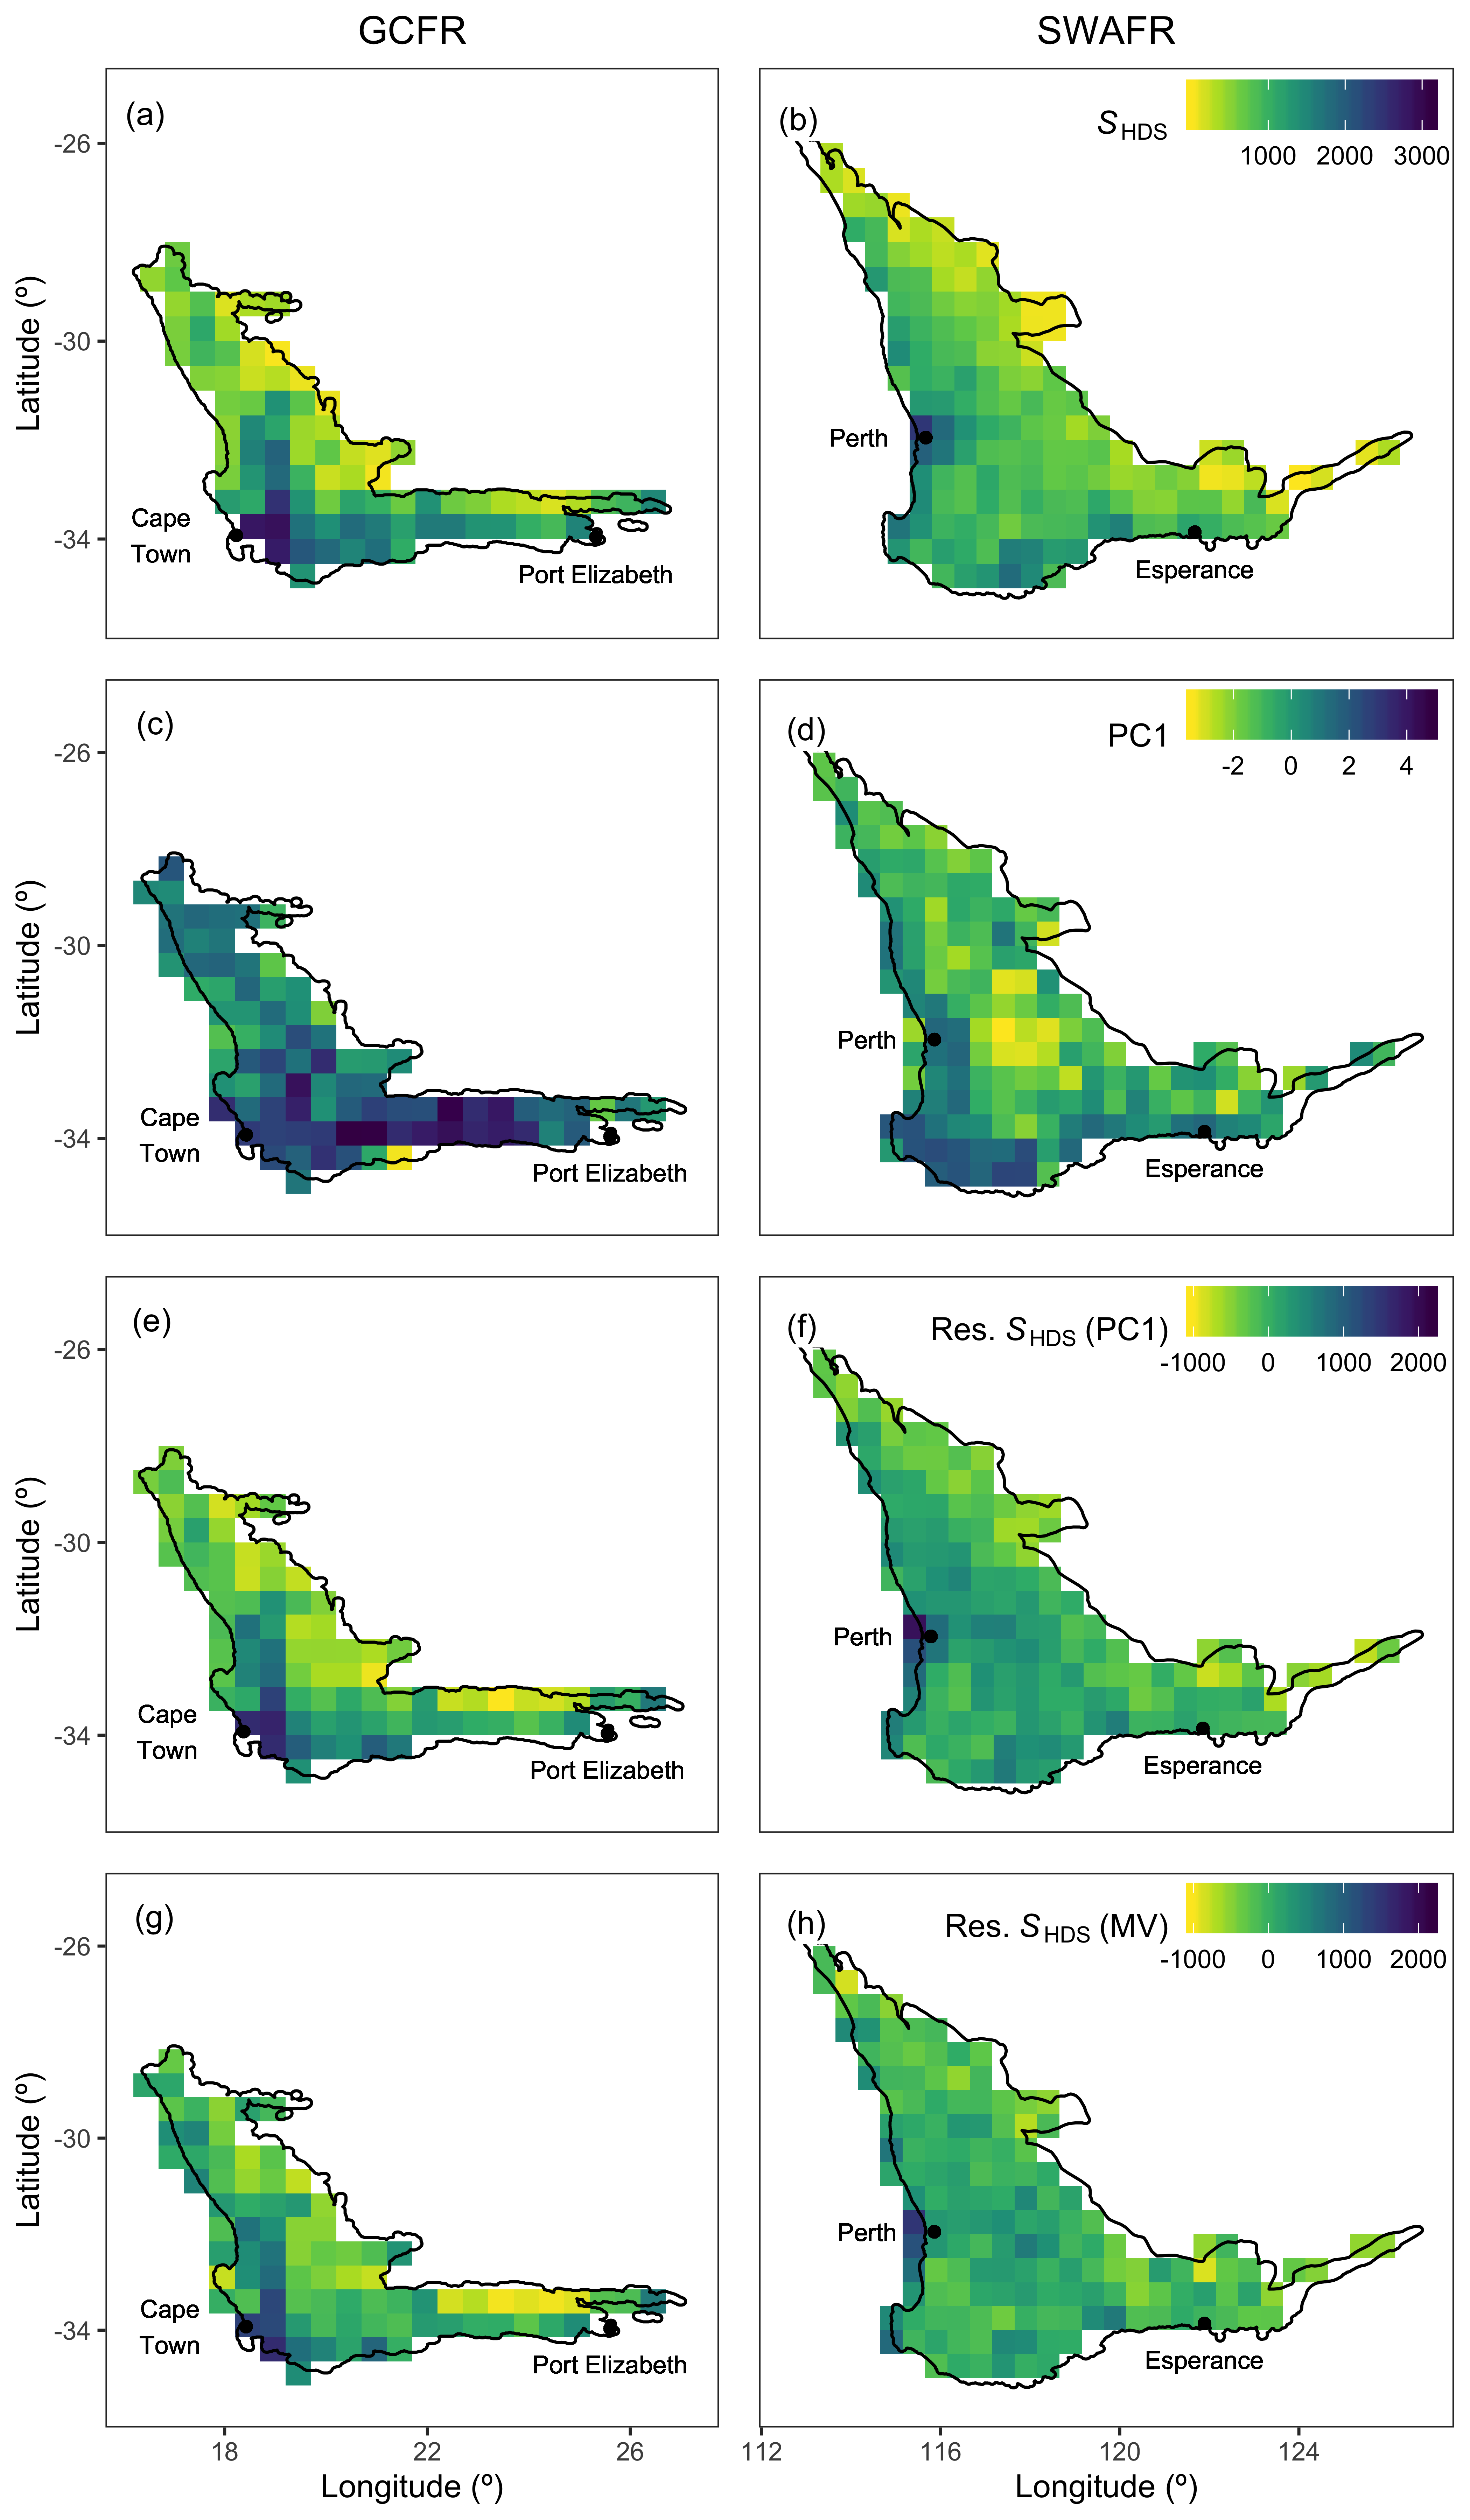 GCFR
SWAFR
(a)
Latitude (º)
-26
-30
-34
Cape
Town
Port Elizabeth
(b)
S HDS
1000 2000 3000
Perth
Esperance
(c)
Latitude (º)
-26
-30
-34
Cape
Town
Port Elizabeth
(d)
PC1
-2 0 2 4
Perth
Esperance
(e)
Latitude (º)
-26
-30
-34
Cape
Town
Port Elizabeth
(f)
Res. S HDS (PC1)
-1000 0 1000 2000
Perth
Esperance
(g)
Latitude (º)
-26
-30
-34
Cape
Town
Port Elizabeth
18 22 26
Longitude (º)
(h)
Res. S HDS (MV)
-1000 0 1000 2000
Perth
Esperance
112 116 120 124
Longitude (º)